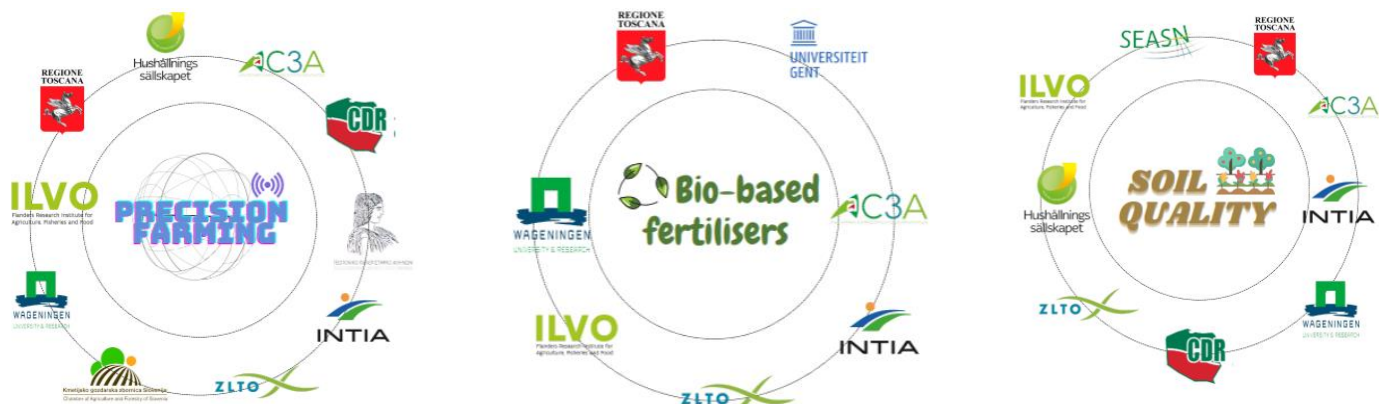 Hushållnings
sällskapet
AC3A
REGIONE
TOSCANA
CDR
ILVO
Flanders Research Institute for
Agriculture, Fisheries and Food
PRECISION
FARMING
WAGENINGEN
UNIVERSITY & RESEARCH
INTIA
Kmetijsko gozdarska zbornica Slovenije
Chamber of Agriculture and Forestry of Slovenia
ZLTO
REGIONE
TOSCANA
UNIVERSITEIT
GENT
WAGENINGEN
UNIVERSITY & RESEARCH
Bio-based
fertilisers
AC3A
ILVO
Flanders Research Institute for
Agriculture, Fisheries and Food
INTIA
ZLTO
SEASN
REGIONE
TOSCANA
ILVO
Flanders Research Institute for
Agriculture, Fisheries and Food
AC3A
Hushållnings
sällskapet
SOIL
QUALITY
INTIA
ZLTO
WAGENINGEN
UNIVERSITY & RESEARCH
CDR